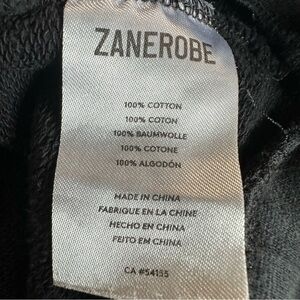 ZANEROBE
100% COTTON
100% COTON
100% BAUMWOLLE
100% COTONE
100% ALGODÓN
MADE IN CHINA
FABRIQUE EN LA CHINE
HECHO EN CHINA
FEITO EM CHINA
CA #54155